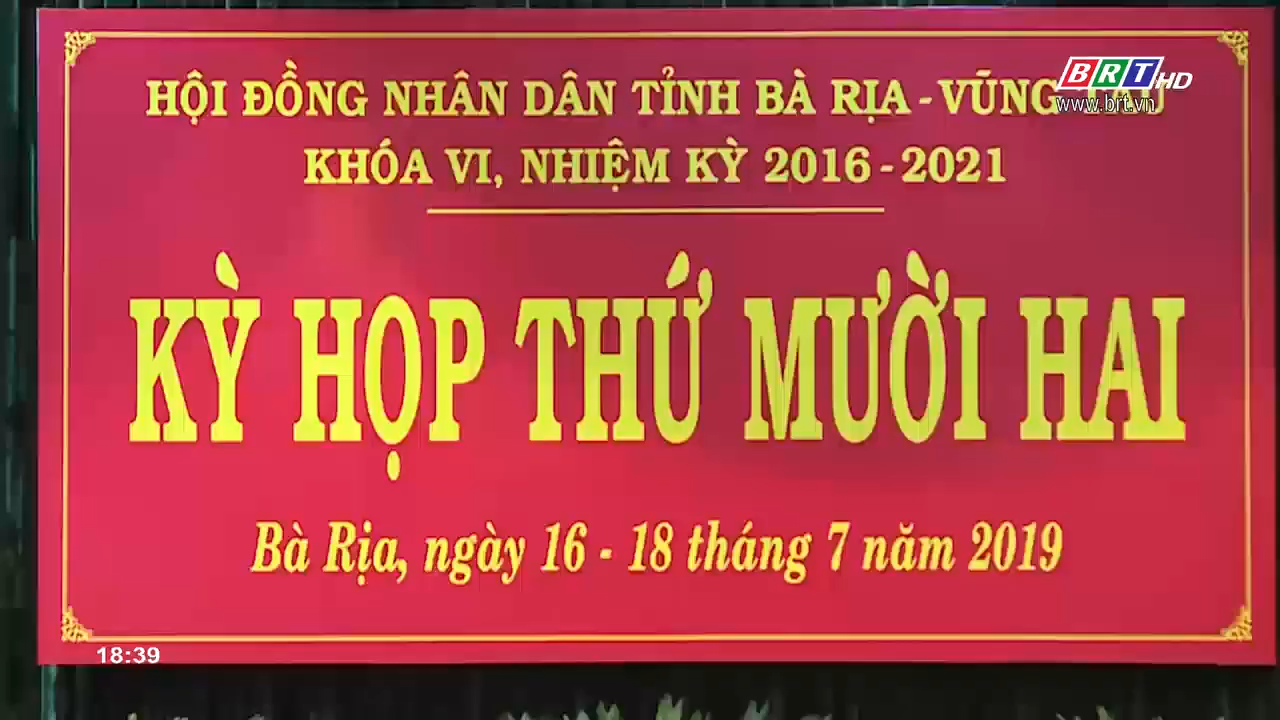 HỘI ĐỒNG NHÂN DÂN TỈNH BÀ RỊA - VŨNG
BRT HD
www.brt.vn
KHÓA VI, NHIỆM KỲ 2016 - 2021
KỲ HỌP THỨ MƯỜI HAI
Bà Rịa, ngày 16 - 18 tháng 7 năm 2019
18:39